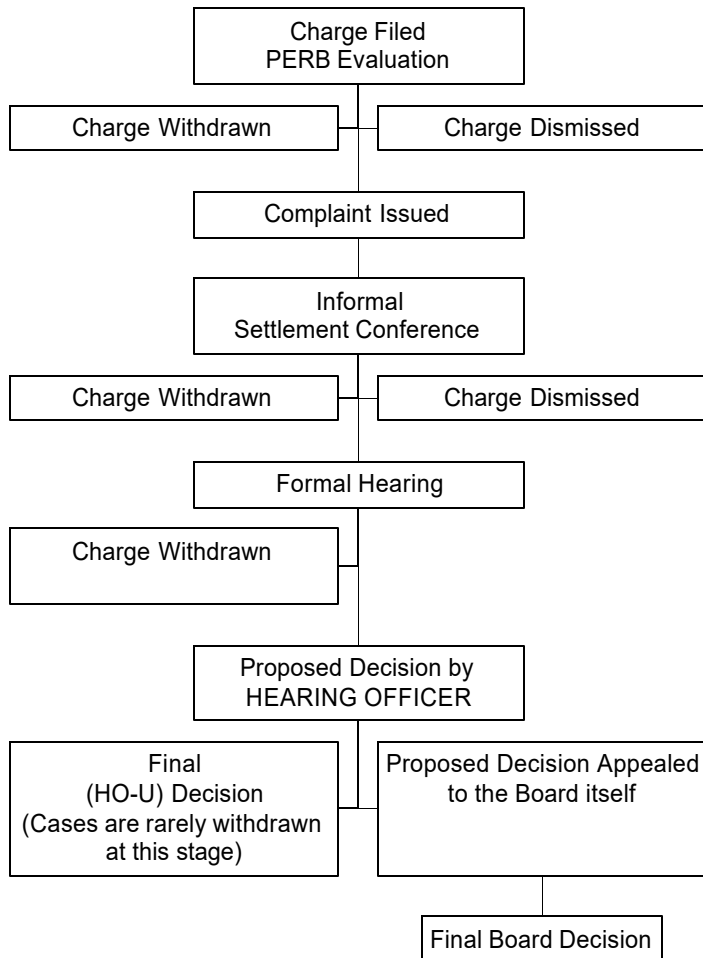 Charge Filed
PERB Evaluation
Charge Withdrawn
Charge Dismissed
Complaint Issued
Informal
Settlement Conference
Charge Withdrawn
Charge Dismissed
Formal Hearing
Charge Withdrawn
Proposed Decision by
HEARING OFFICER
Final
(HO-U) Decision
(Cases are rarely withdrawn
at this stage)
Proposed Decision Appealed
to the Board itself
Final Board Decision